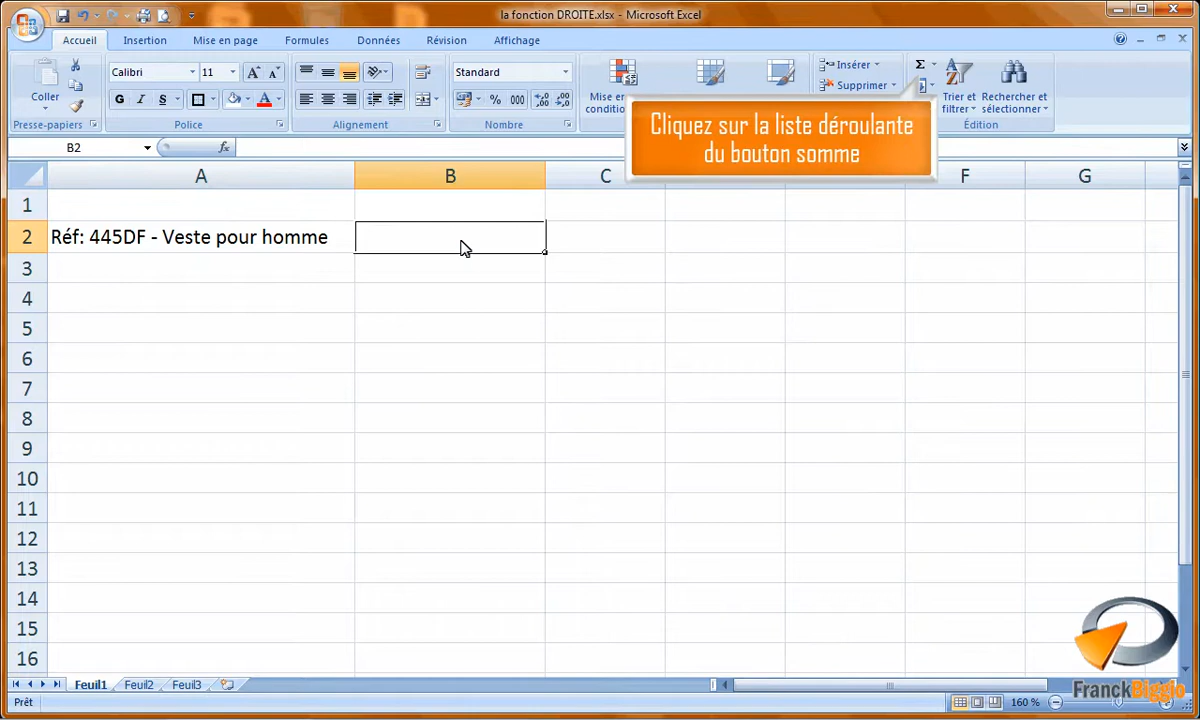 la fonction DROITE.xlsx - Microsoft Excel
Accueil Insertion Mise en page Formules Données Révision Affichage
Coller
Presse-papiers
Calibri 11
G I S A
Police
Alignement
Standard
% 000
Nombre
Mise en
conditio
Insérer
Supprimer
Σ
Trier et
filtrer
Rechercher et
sélectionner
Édition
Cliquez sur la liste déroulante
du bouton somme
B2 fx
A B C F G
1
2 Réf: 445DF - Veste pour homme
3
4
5
6
7
8
9
10
11
12
13
14
15
16
Feuil1 Feuil2 Feuil3
Prêt 160 %
FranckBiggio